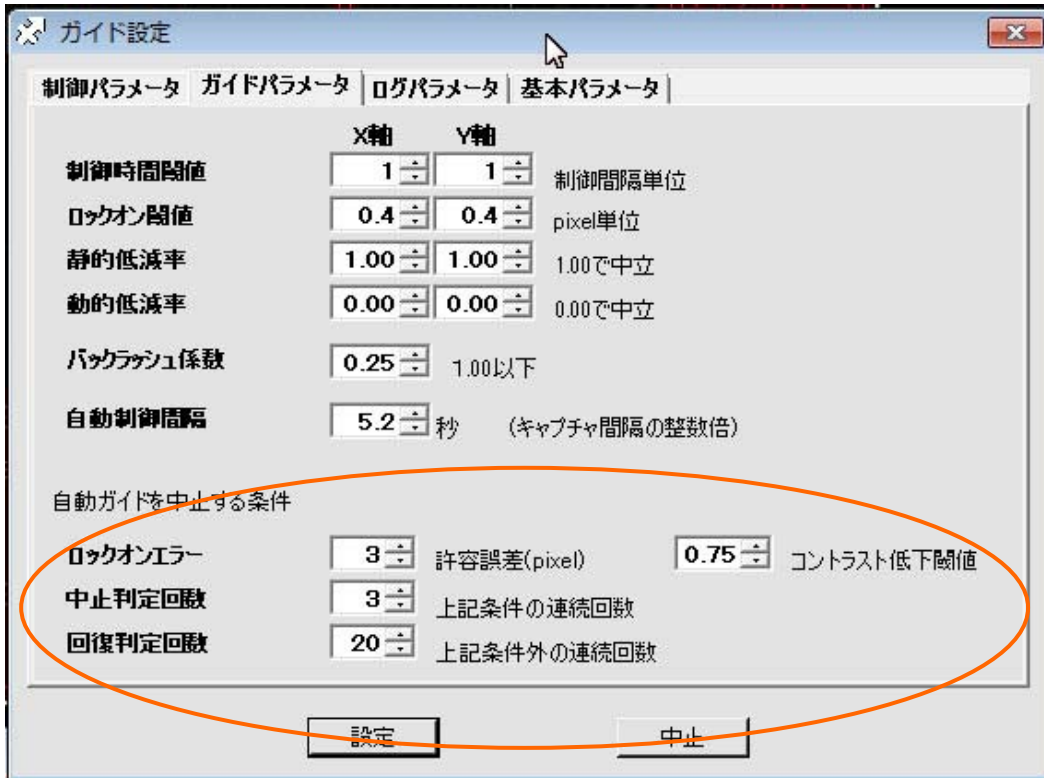 ガイド設定
制御パラメータ ガイドパラメータ ログパラメータ 基本パラメータ
X軸 Y軸
制御時間閾値 1 1 制御間隔単位
ロックオン閾値 0.4 0.4 pixel単位
静的低減率 1.00 1.00 1.00で中立
動的低減率 0.00 0.00 0.00で中立
バックラッシュ係数 0.25 1.00以下
自動制御間隔 5.2 秒 (キャプチャ間隔の整数倍)
自動ガイドを中止する条件
ロックオンエラー 3 許容誤差(pixel) 0.75 コントラスト低下閾値
中止判定回数 3 上記条件の連続回数
回復判定回数 20 上記条件外の連続回数
設定 中止